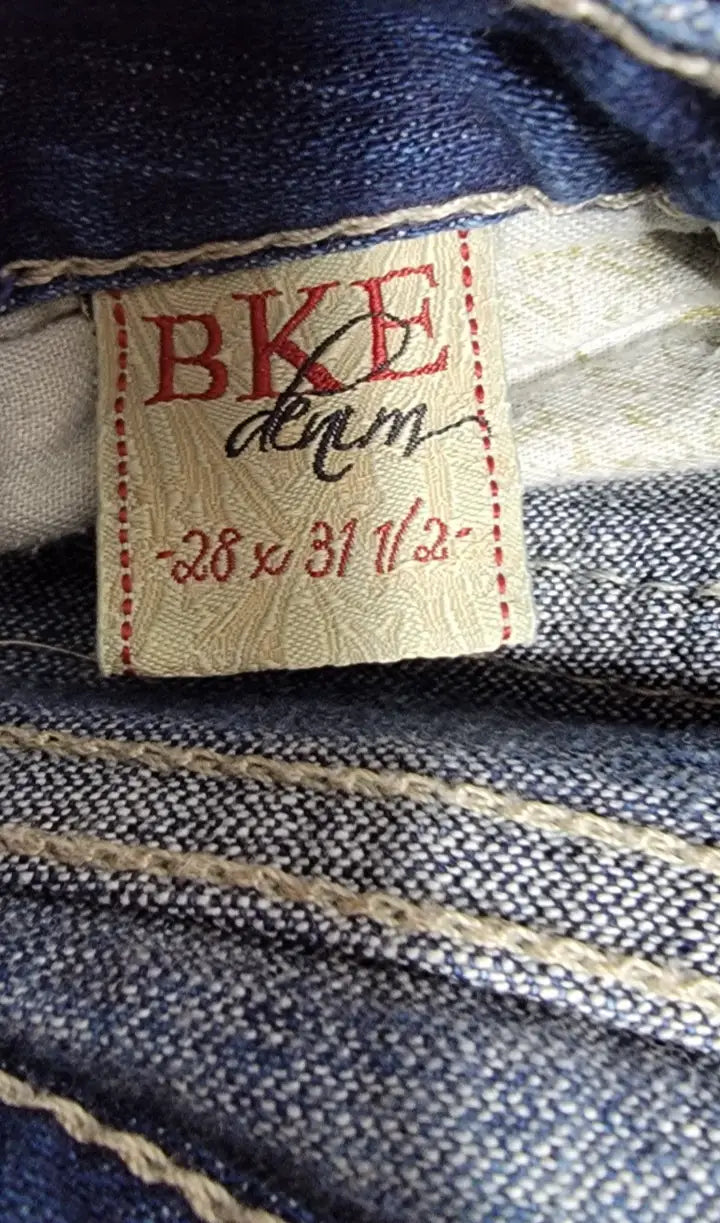 BKE
denim
-28 x 31 1/2-